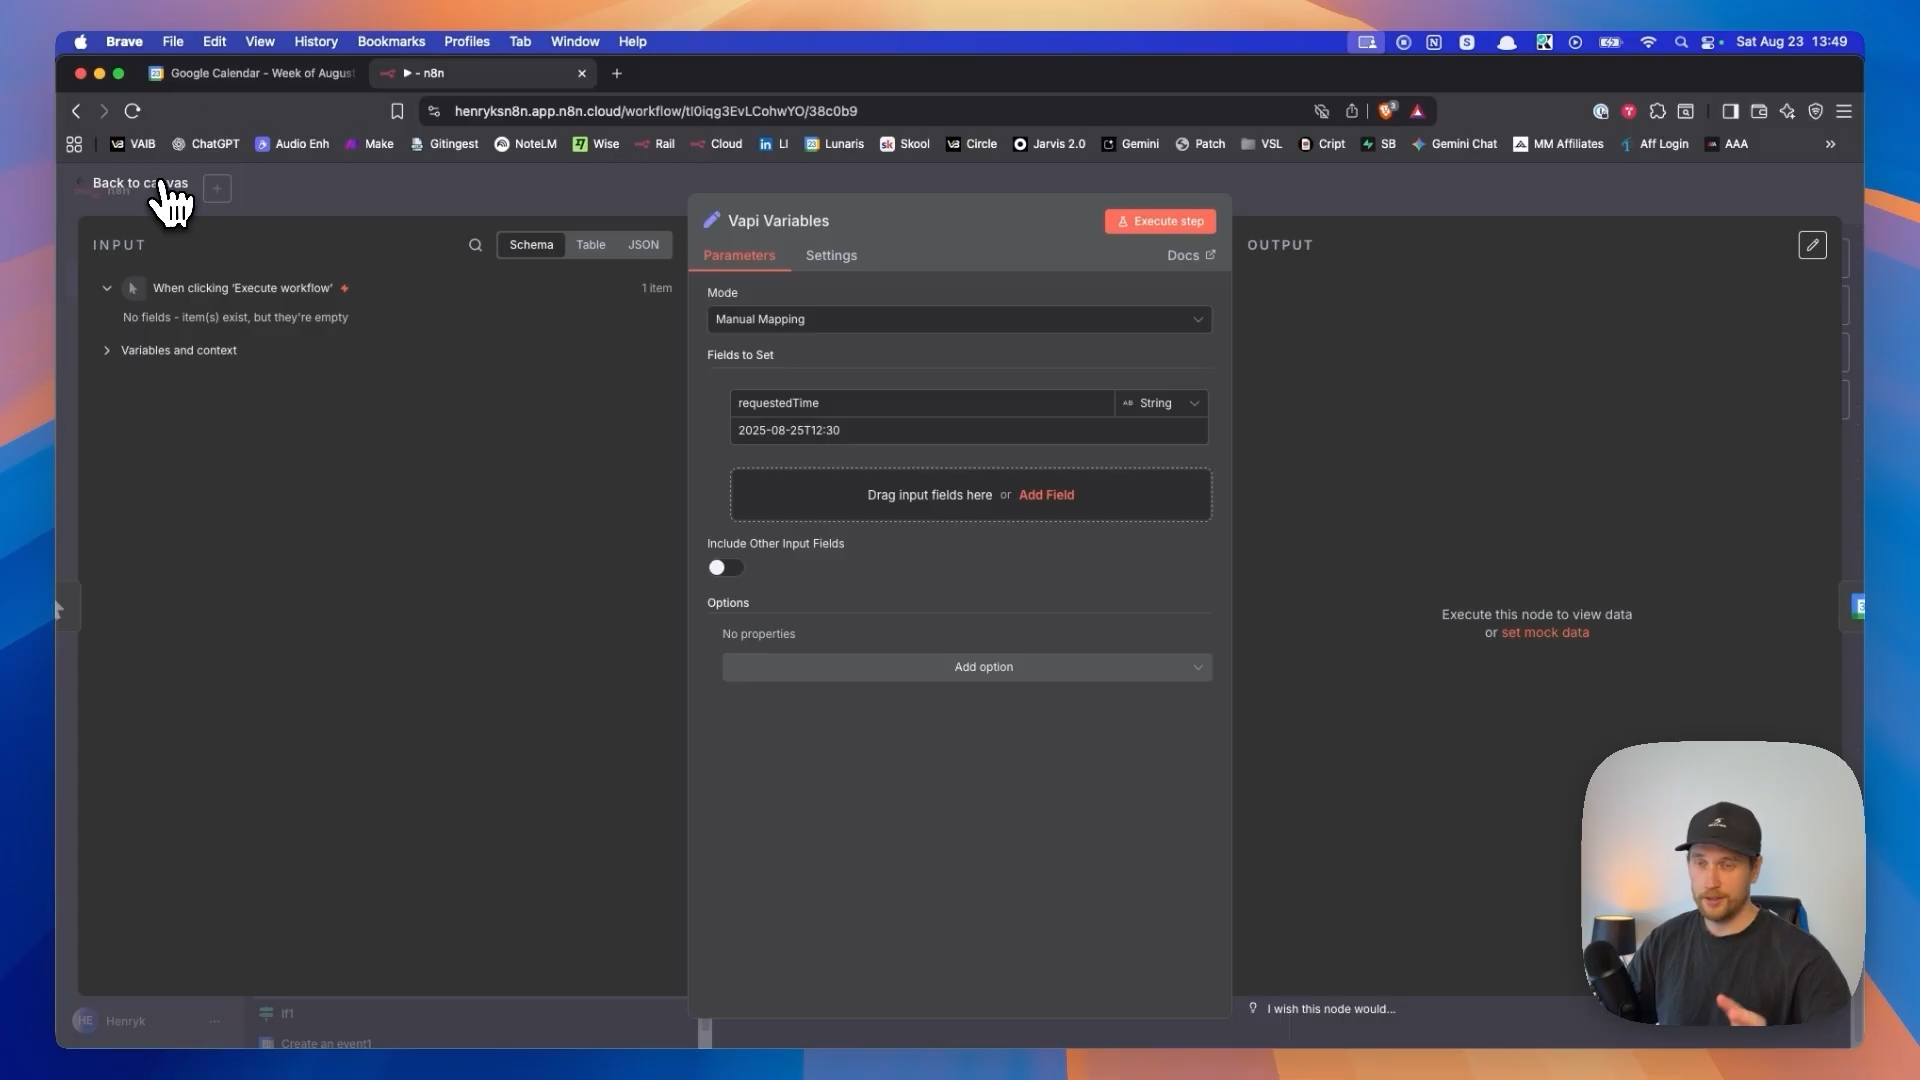 Brave File Edit View History Bookmarks Profiles Tab Window Help Sat Aug 23 13:49
Google Calendar - Week of August
- n8n
henryksn8n.app.n8n.cloud/workflow/tI0iqg3EvLCohwYO/38c0b9
VAIB ChatGPT Audio Enh Make Gitingest NoteLM Wise Rail Cloud LI Lunaris Skool Circle Jarvis 2.0 Gemini Patch VSL Cript SB Gemini Chat MM Affiliates Aff Login AAA
Back to canvas
n8n
INPUT
Schema Table JSON
When clicking ‘Execute workflow’
1 item
No fields - item(s) exist, but they're empty
Variables and context
Vapi Variables
Execute step
Parameters Settings Docs
Mode
Manual Mapping
Fields to Set
requestedTime
String
2025-08-25T12:30
Drag input fields here or Add Field
Include Other Input Fields
Options
No properties
Add option
OUTPUT
Execute this node to view data
or set mock data
I wish this node would...
HE Henryk
If1
Create an event1